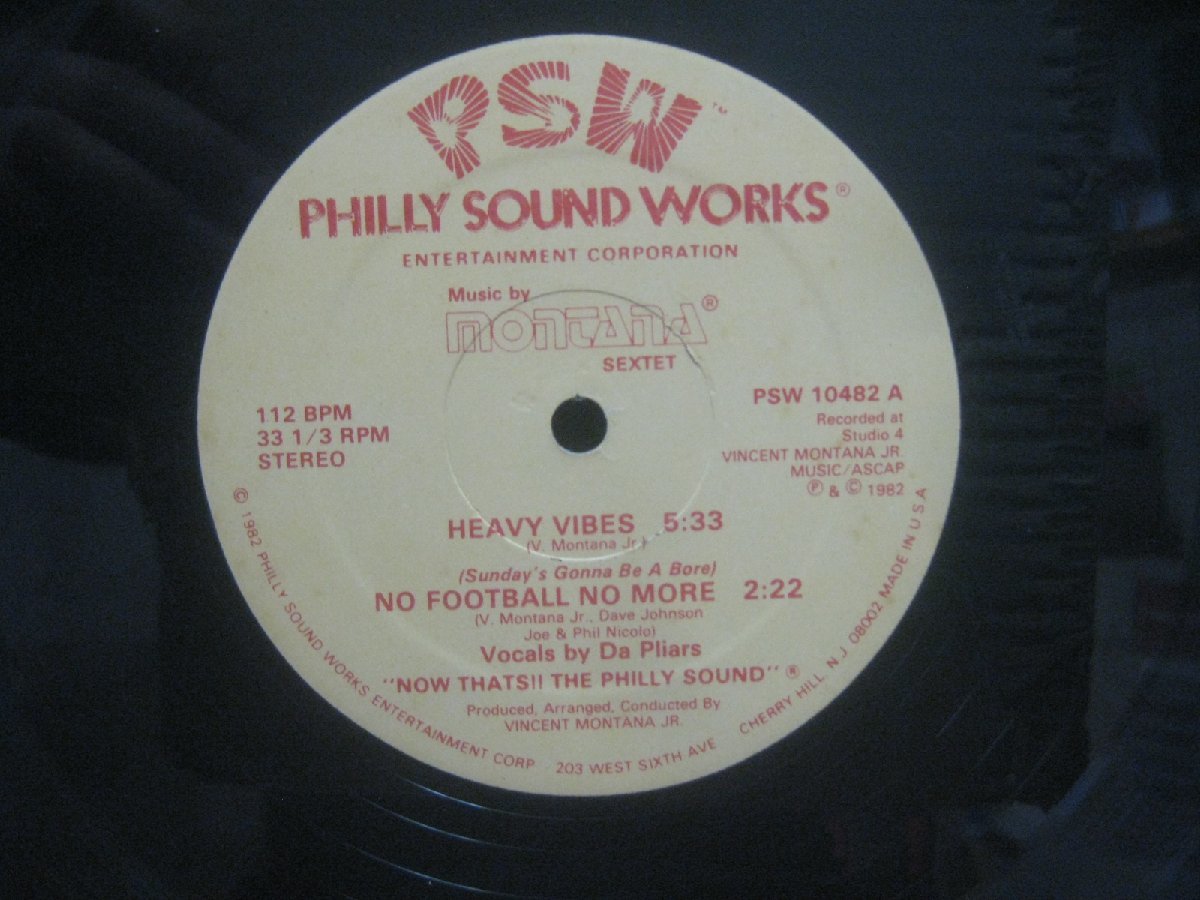 PSW™
PHILLY SOUND WORKS®
ENTERTAINMENT CORPORATION
Music by
MONTANA®
SEXTET
112 BPM
33 1/3 RPM
STEREO
PSW 10482 A
Recorded at
Studio 4
VINCENT MONTANA JR.
MUSIC/ASCAP
℗ & © 1982
HEAVY VIBES 5:33
(V. Montana Jr.)
(Sunday's Gonna Be A Bore)
NO FOOTBALL NO MORE 2:22
(V. Montana Jr., Dave Johnson
Joe & Phil Nicolo)
Vocals by Da Pliars
"NOW THATS!! THE PHILLY SOUND"®
Produced, Arranged, Conducted By
VINCENT MONTANA JR.
© 1982 PHILLY SOUND WORKS ENTERTAINMENT CORP. 203 WEST SIXTH AVE CHERRY HILL, N.J. 08002 MADE IN U.S.A.